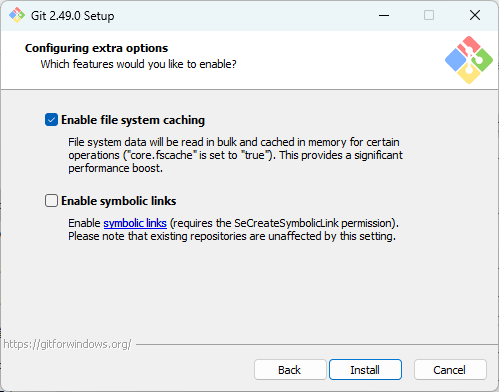 Git 2.49.0 Setup
Configuring extra options
Which features would you like to enable?
Enable file system caching
File system data will be read in bulk and cached in memory for certain
operations ("core.fscache" is set to "true"). This provides a significant
performance boost.
Enable symbolic links
Enable symbolic links (requires the SeCreateSymbolicLink permission).
Please note that existing repositories are unaffected by this setting.
https://gitforwindows.org/
Back
Install
Cancel